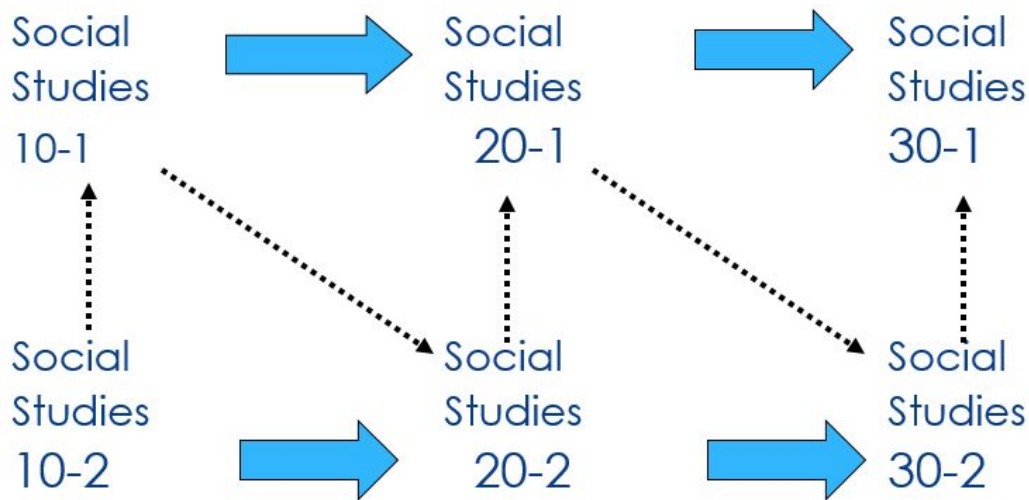 Social
Studies
10-1
Social
Studies
20-1
Social
Studies
30-1
Social
Studies
10-2
Social
Studies
20-2
Social
Studies
30-2